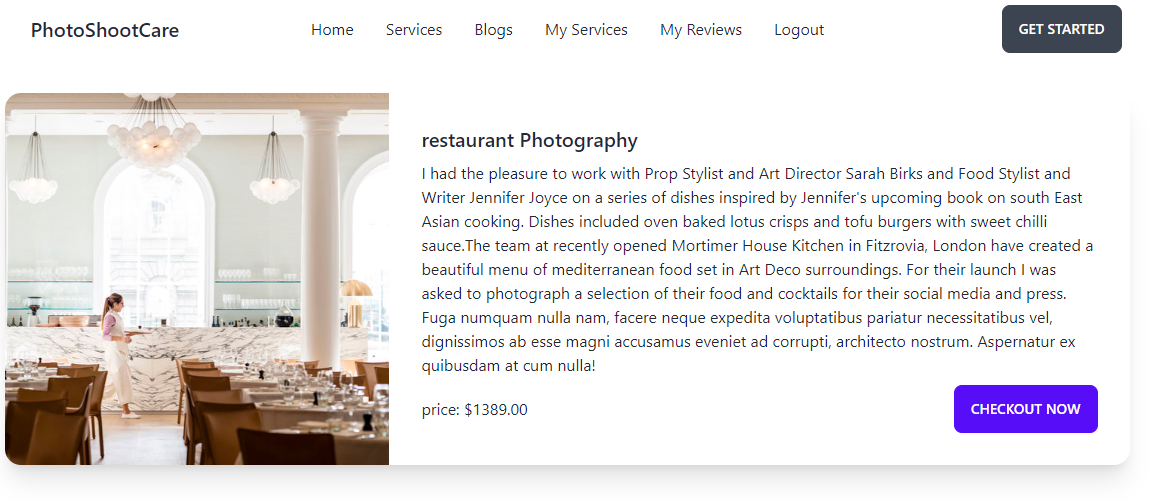 PhotoShootCare
Home Services Blogs My Services My Reviews Logout
GET STARTED
restaurant Photography
I had the pleasure to work with Prop Stylist and Art Director Sarah Birks and Food Stylist and
Writer Jennifer Joyce on a series of dishes inspired by Jennifer's upcoming book on south East
Asian cooking. Dishes included oven baked lotus crisps and tofu burgers with sweet chilli
sauce.The team at recently opened Mortimer House Kitchen in Fitzrovia, London have created a
beautiful menu of mediterranean food set in Art Deco surroundings. For their launch I was
asked to photograph a selection of their food and cocktails for their social media and press.
Fuga numquam nulla nam, facere neque expedita voluptatibus pariatur necessitatibus vel,
dignissimos ab esse magni accusamus eveniet ad corrupti, architecto nostrum. Aspernatur ex
quibusdam at cum nulla!
price: $1389.00
CHECKOUT NOW